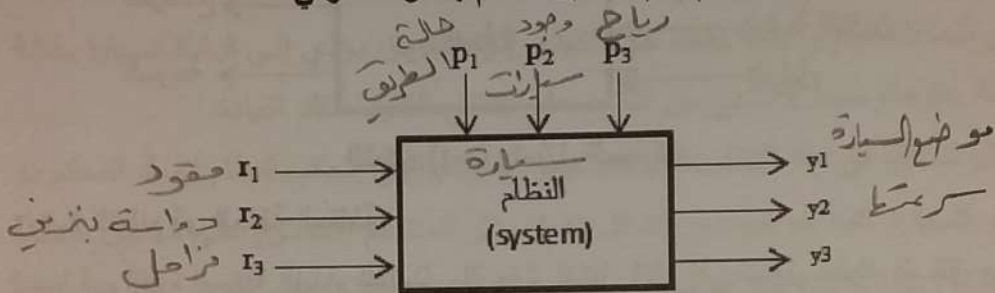 حالة وجود رياح
p1 p2 p3
الطريق سيارات
سيارة
موضع السيارة y1
مقود r1
النظام
دواسة بنزين r2
(system)
y2 سرعتها
فرامل r3
y3